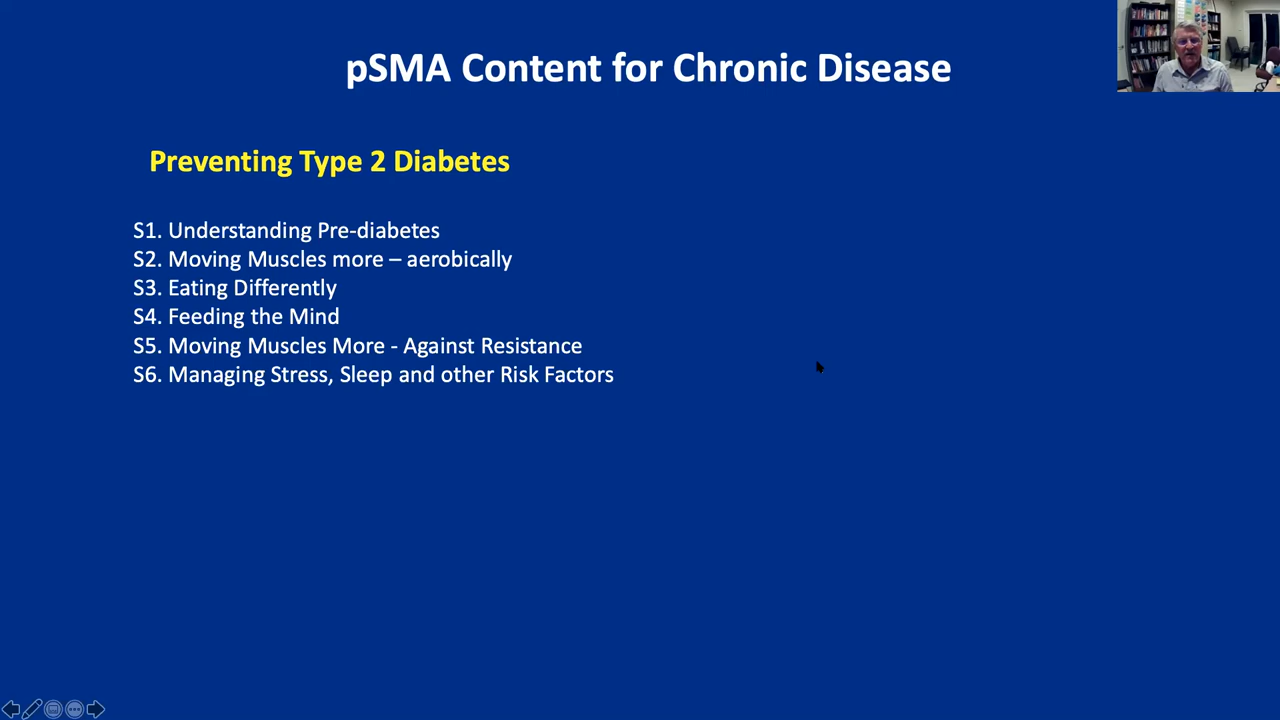 pSMA Content for Chronic Disease
Preventing Type 2 Diabetes
S1. Understanding Pre-diabetes
S2. Moving Muscles more – aerobically
S3. Eating Differently
S4. Feeding the Mind
S5. Moving Muscles More - Against Resistance
S6. Managing Stress, Sleep and other Risk Factors